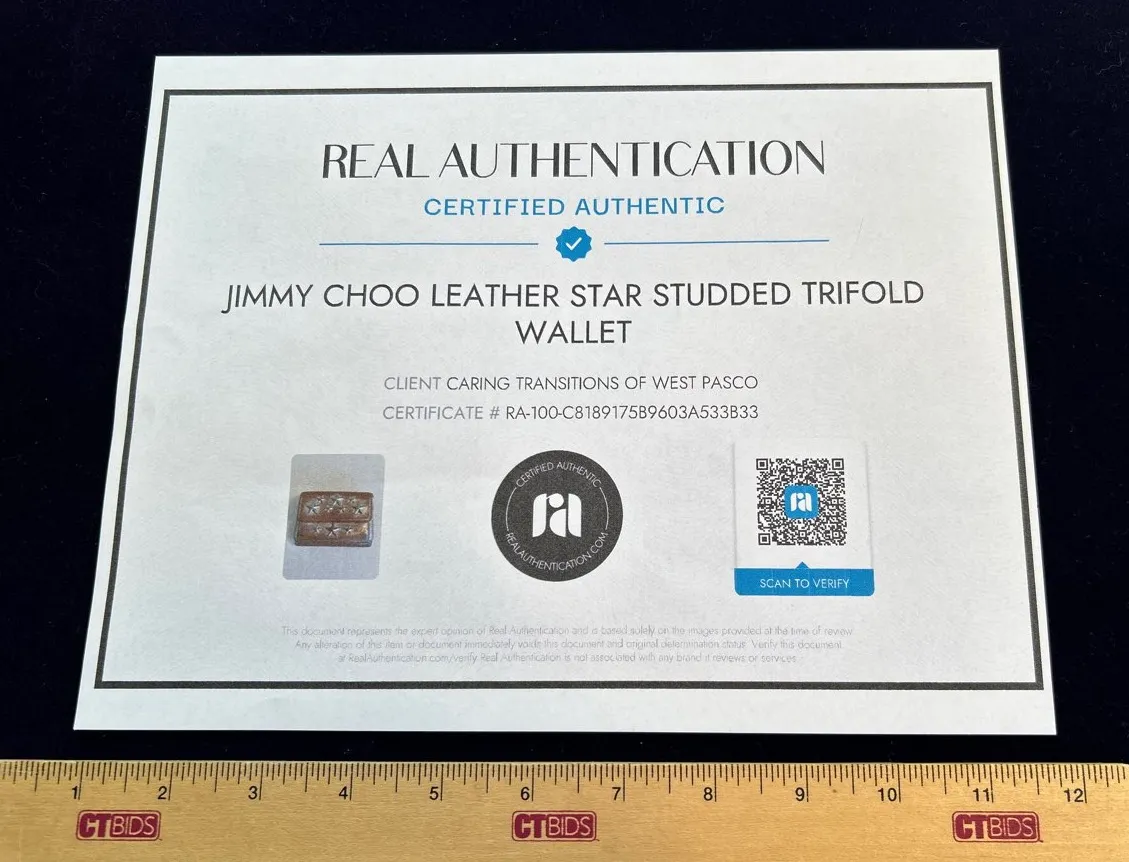 REAL AUTHENTICATION
CERTIFIED AUTHENTIC
JIMMY CHOO LEATHER STAR STUDDED TRIFOLD
WALLET
CLIENT CARING TRANSITIONS OF WEST PASCO
CERTIFICATE # RA-100-C8189175B9603A533B33
CERTIFIED AUTHENTIC
ra
REALAUTHENTICATION.COM
ra
SCAN TO VERIFY
This document represents the expert opinion of Real Authentication and is based solely on the images provided at the time of review.
Any alteration of this item or document immediately voids this document and original determination status. Verify this document
at RealAuthentication.com/verify Real Authentication is not associated with any brand it reviews or services.
1 2 3 4 5 6 7 8 9 10 11 12
CTBIDS CTBIDS CTBIDS